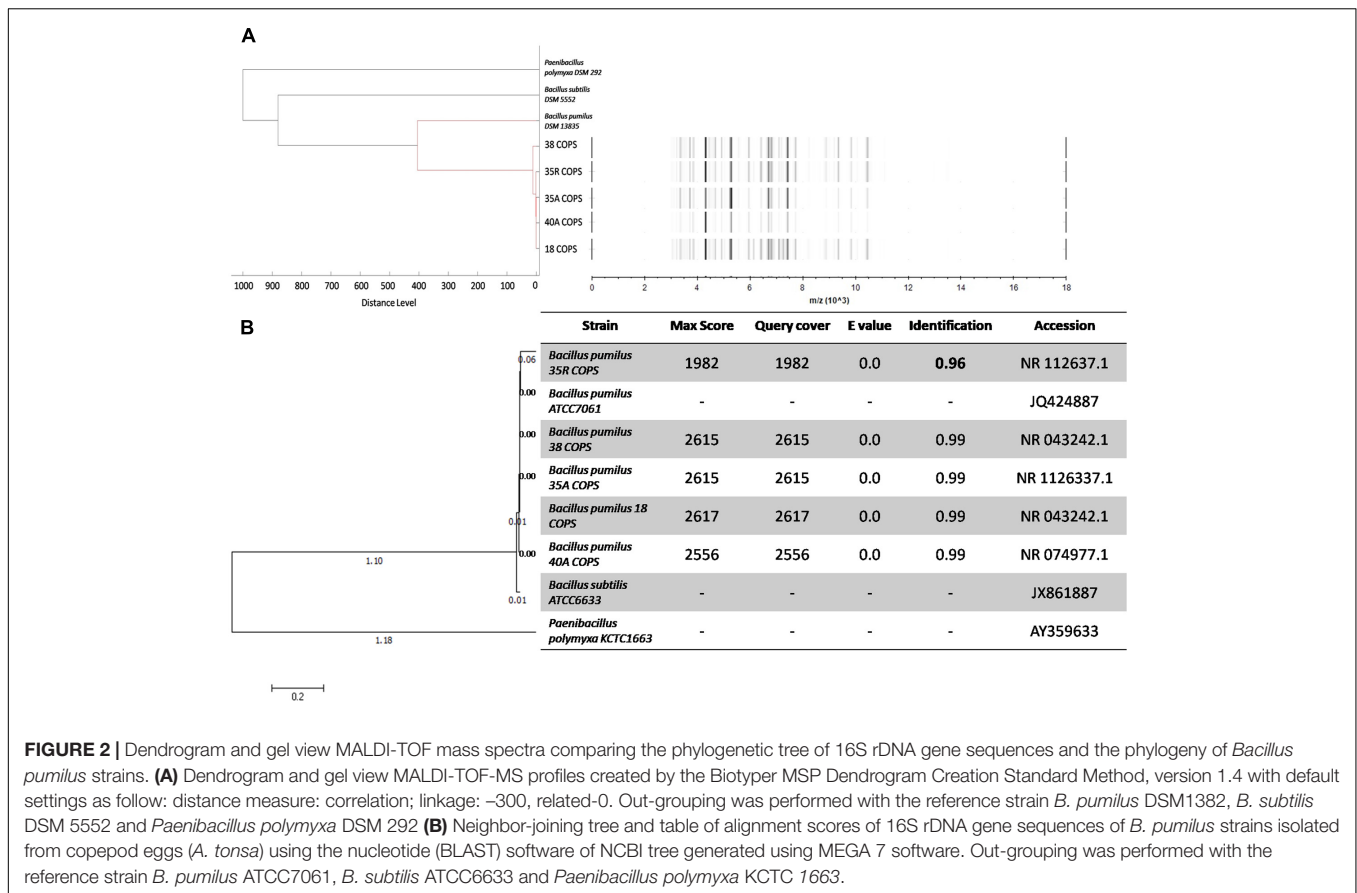 A
Paenibacillus
polymyxa DSM 292
Bacillus subtilis
DSM 5552
Bacillus pumilus
DSM 13835
38 COPS
35R COPS
35A COPS
40A COPS
18 COPS
1000 900 800 700 600 500 400 300 200 100 0
Distance Level
0 2 4 6 8 10 12 14 16 18
m/z (10^3)
B
Strain Max Score Query cover E value Identification Accession
0.06
Bacillus pumilus
35R COPS
1982 1982 0.0 0.96 NR 112637.1
0.00
Bacillus pumilus
ATCC7061
- - - - JQ424887
0.00
Bacillus pumilus
38 COPS
2615 2615 0.0 0.99 NR 043242.1
0.00
Bacillus pumilus
35A COPS
2615 2615 0.0 0.99 NR 1126337.1
0.01
Bacillus pumilus 18
COPS
2617 2617 0.0 0.99 NR 043242.1
0.00
Bacillus pumilus
40A COPS
2556 2556 0.0 0.99 NR 074977.1
1.10
0.01
Bacillus subtilis
ATCC6633
- - - - JX861887
Paenibacillus
polymyxa KCTC1663
- - - - AY359633
1.18
0.2
FIGURE 2 | Dendrogram and gel view MALDI-TOF mass spectra comparing the phylogenetic tree of 16S rDNA gene sequences and the phylogeny of Bacillus
pumilus strains. (A) Dendrogram and gel view MALDI-TOF-MS profiles created by the Biotyper MSP Dendrogram Creation Standard Method, version 1.4 with default
settings as follow: distance measure: correlation; linkage: –300, related-0. Out-grouping was performed with the reference strain B. pumilus DSM1382, B. subtilis
DSM 5552 and Paenibacillus polymyxa DSM 292 (B) Neighbor-joining tree and table of alignment scores of 16S rDNA gene sequences of B. pumilus strains isolated
from copepod eggs (A. tonsa) using the nucleotide (BLAST) software of NCBI tree generated using MEGA 7 software. Out-grouping was performed with the
reference strain B. pumilus ATCC7061, B. subtilis ATCC6633 and Paenibacillus polymyxa KCTC 1663.